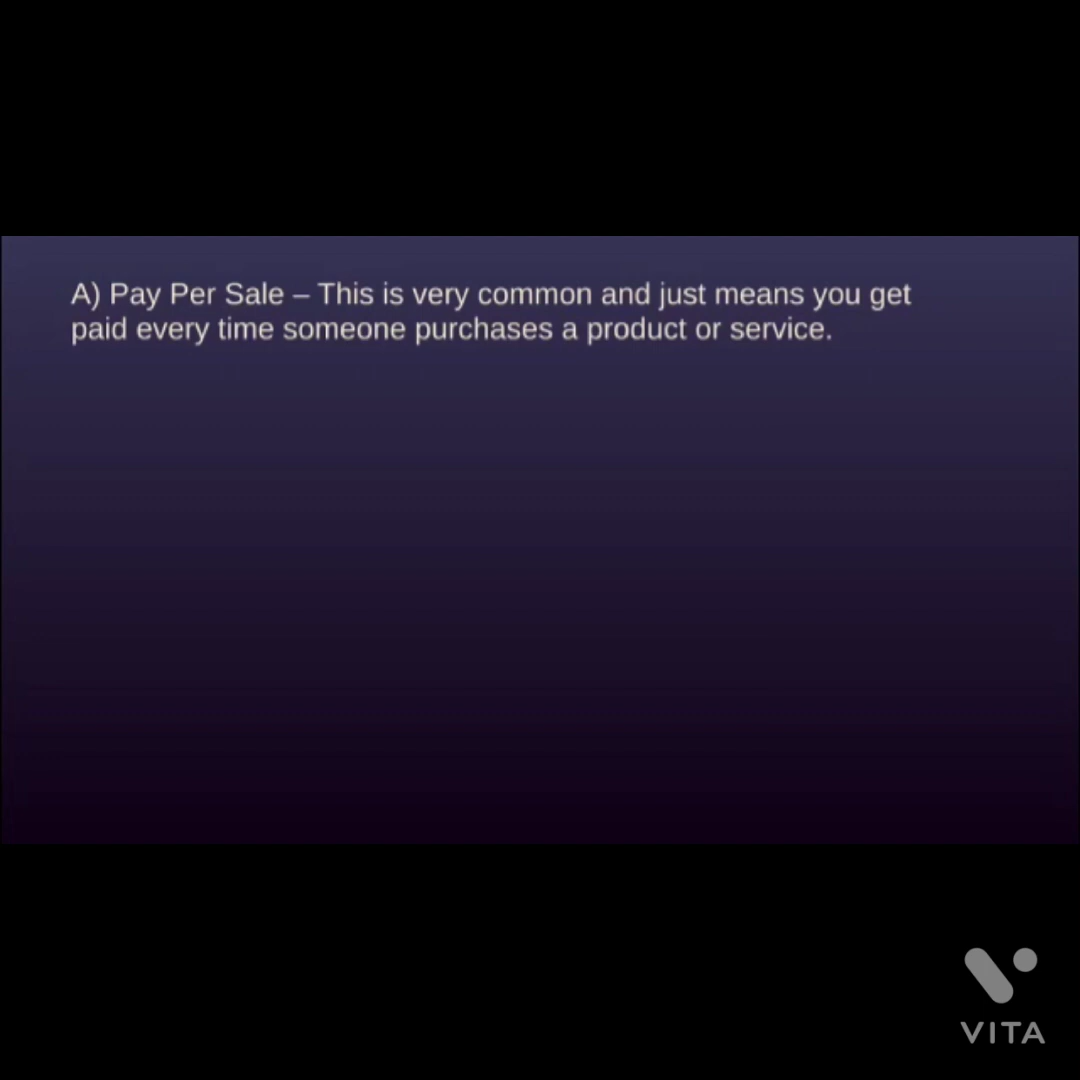 A) Pay Per Sale – This is very common and just means you get
paid every time someone purchases a product or service.
VITA